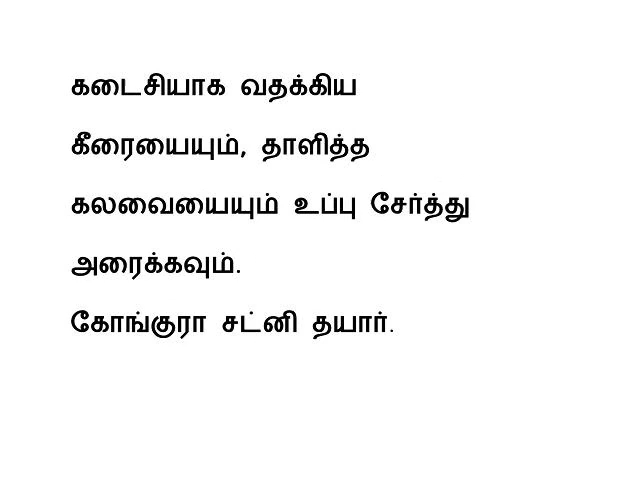 கடைசியாக வதக்கிய
கீரையையும், தாளித்த
கலவையையும் உப்பு சேர்த்து
அரைக்கவும்.
கோங்குரா சட்னி தயார்.